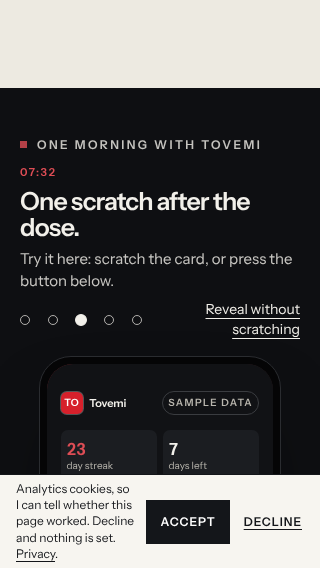 ONE MORNING WITH TOVEMI
07:32
One scratch after the
dose.
Try it here: scratch the card, or press the
button below.
Reveal without
scratching
TO Tovemi SAMPLE DATA
23 7
day streak days left
Analytics cookies, so
I can tell whether this
page worked. Decline
and nothing is set.
Privacy.
ACCEPT DECLINE